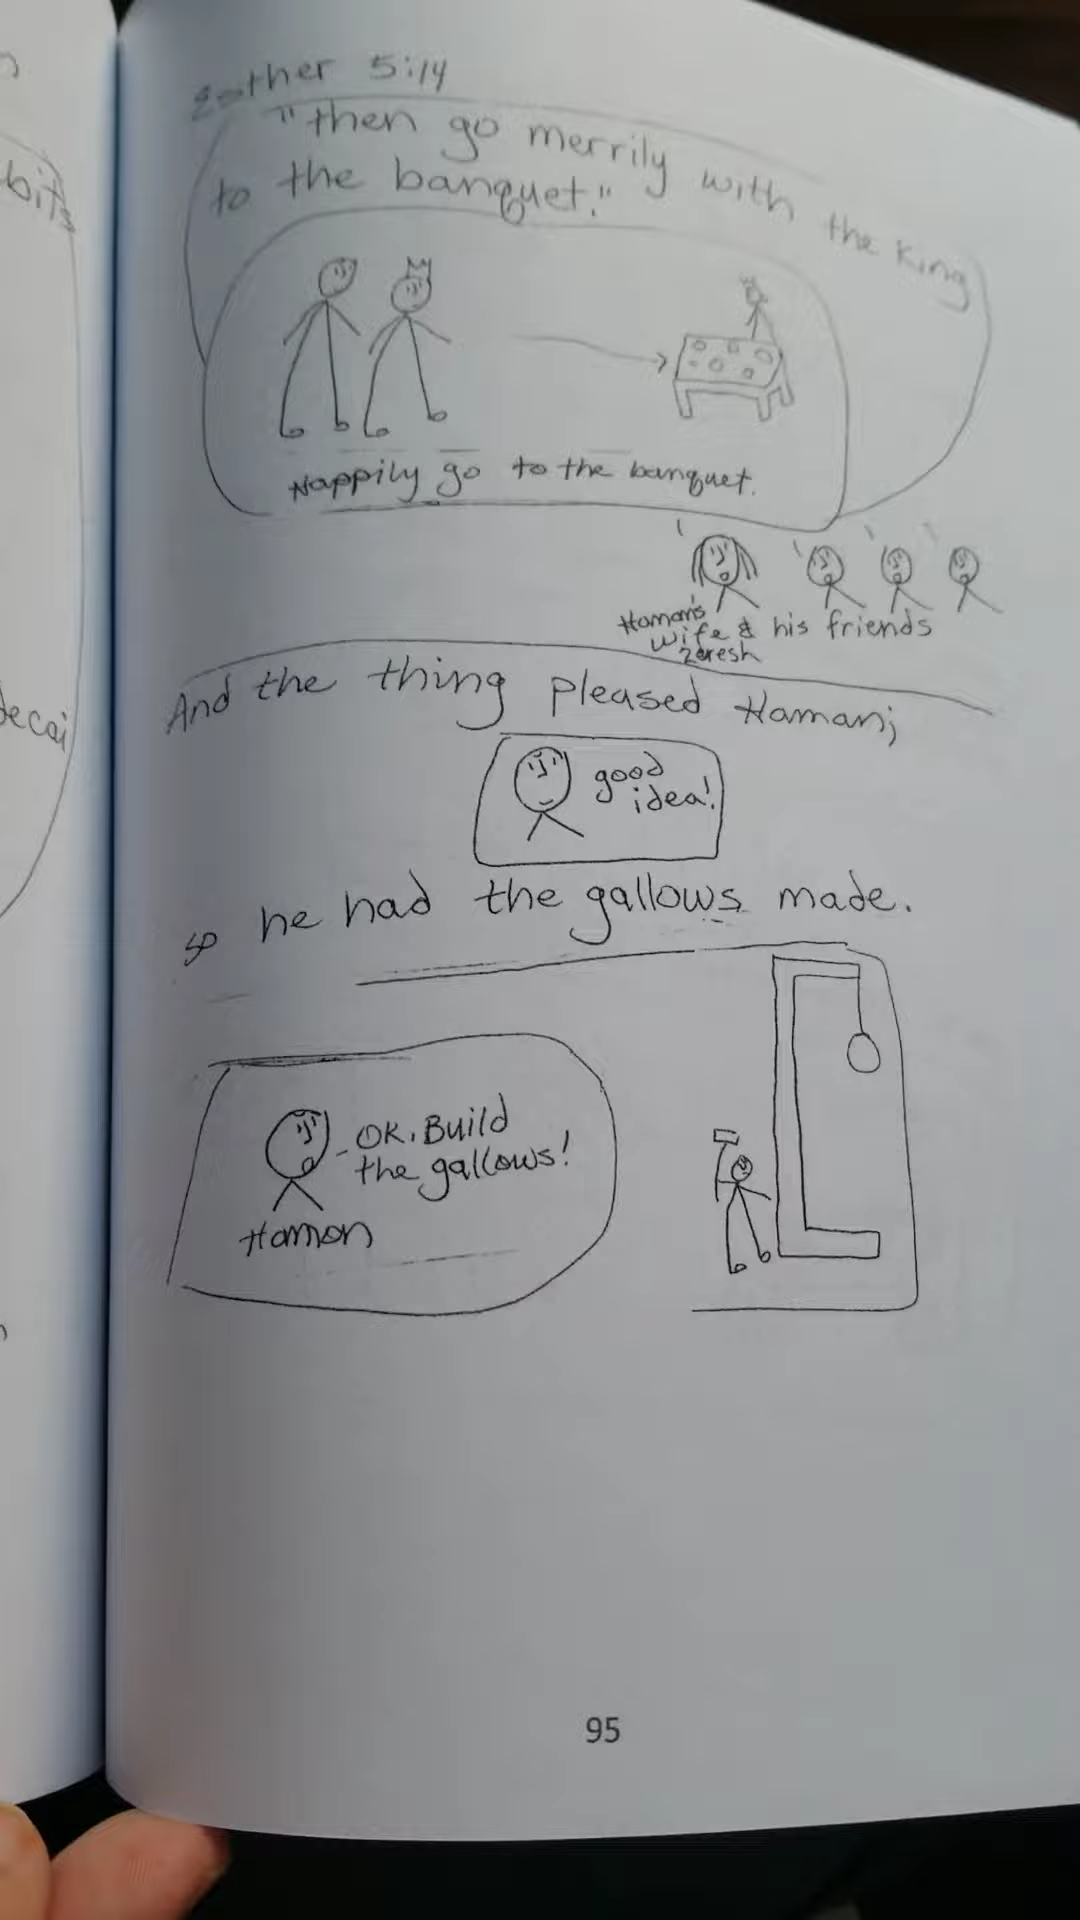 Esther 5:14
"then go merrily with the King
to the banquet."
Happily go to the banquet.
Haman's
wife & his friends
Zeresh
And the thing pleased Haman;
good
idea!
so he had the gallows made.
OK. Build
the gallows!
Haman
95
bits
decai